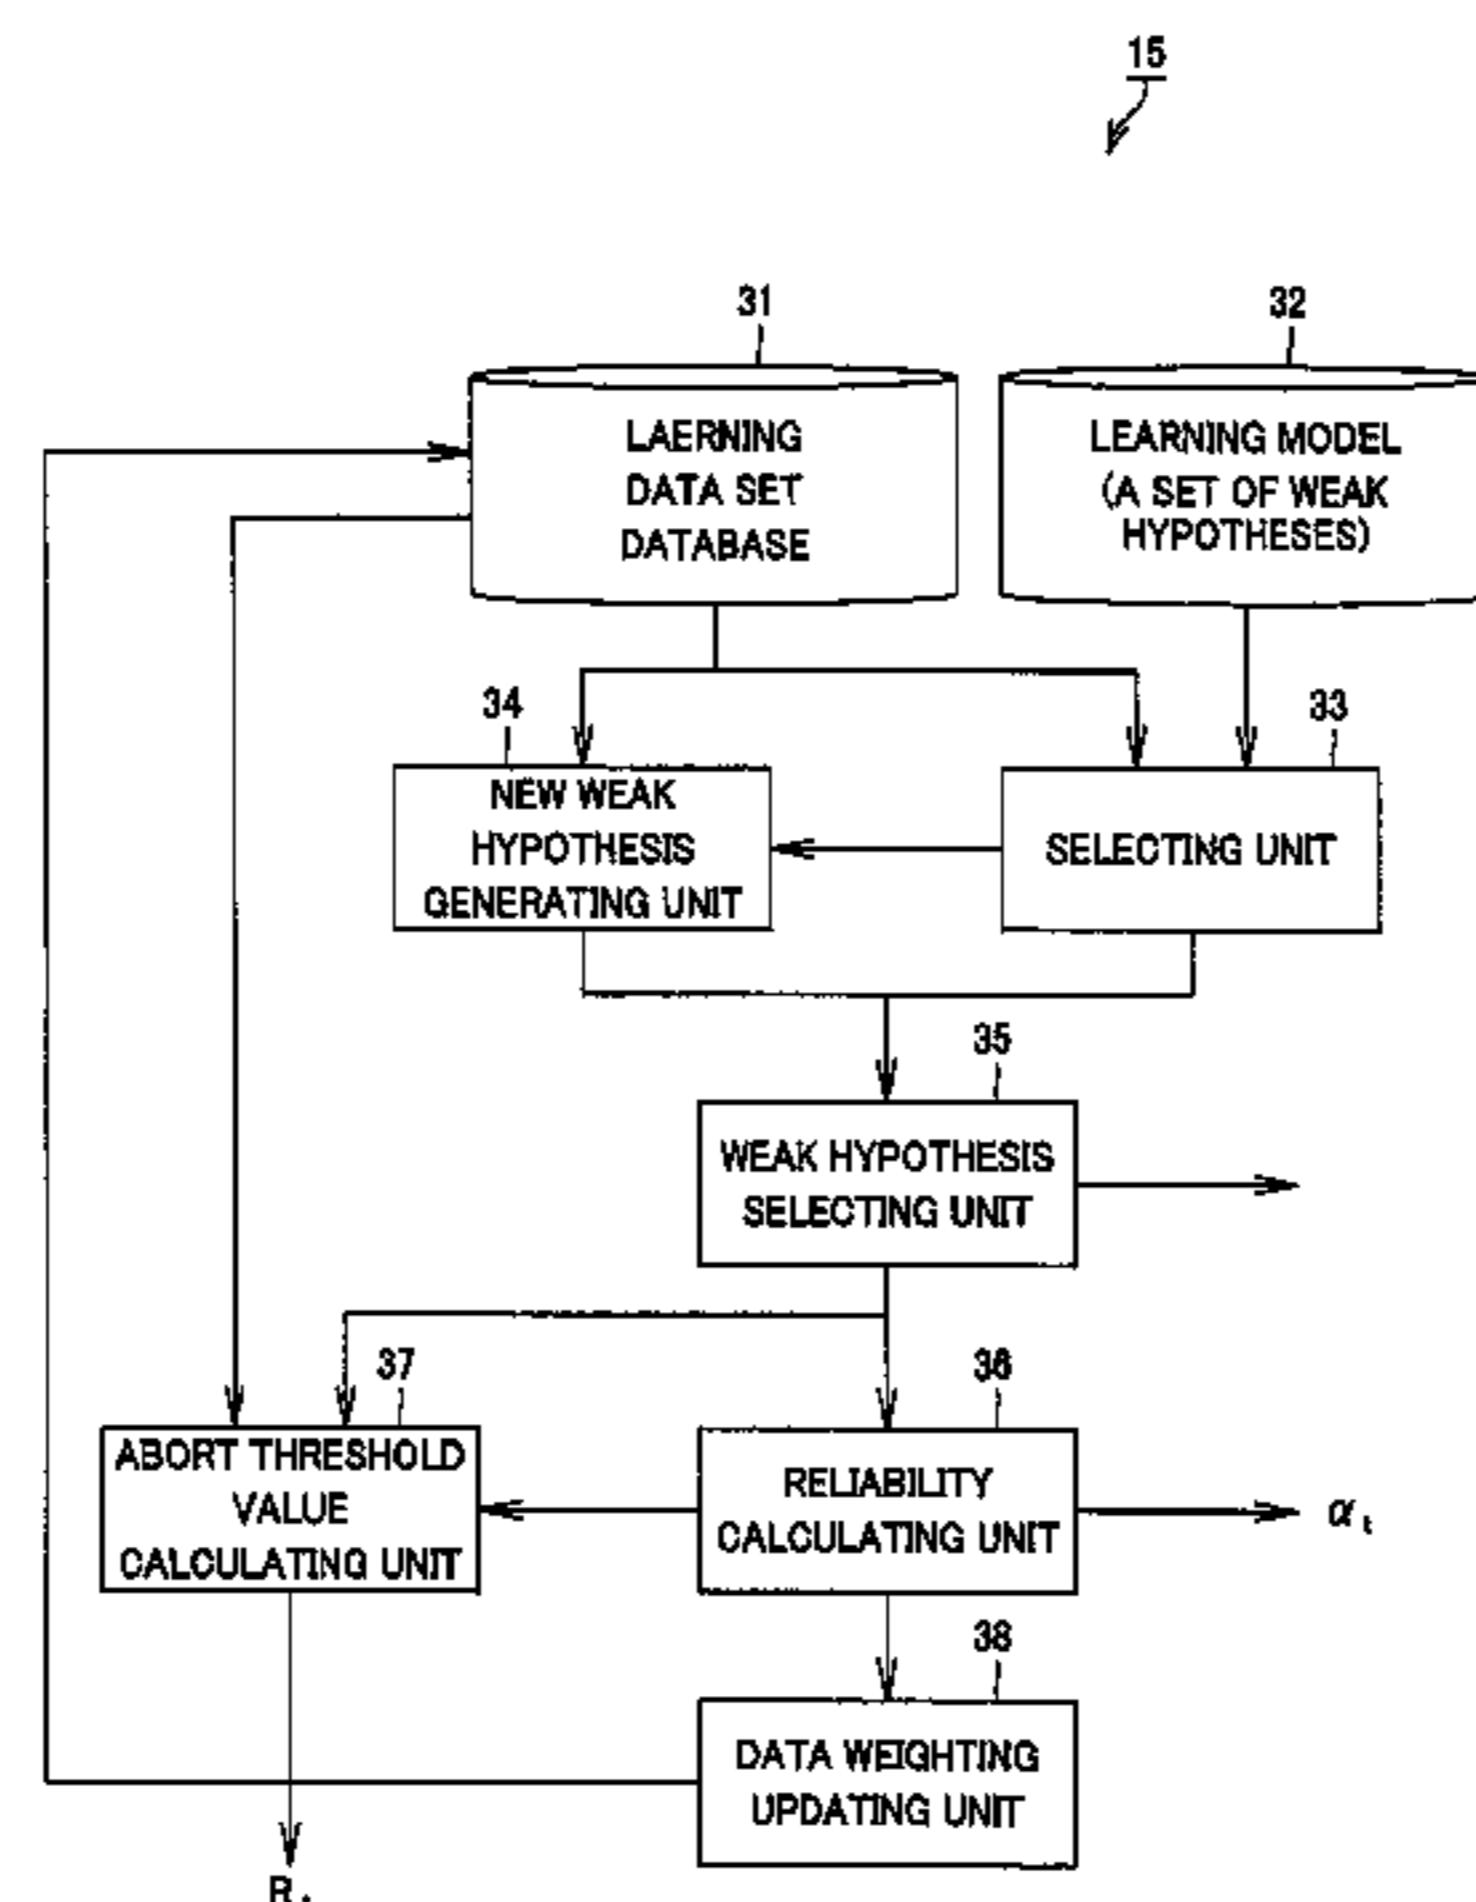 15
31
32
LAERNING
DATA SET
DATABASE
LEARNING MODEL
(A SET OF WEAK
HYPOTHESES)
34
33
NEW WEAK
HYPOTHESIS
GENERATING UNIT
SELECTING UNIT
35
WEAK HYPOTHESIS
SELECTING UNIT
37
36
ABORT THRESHOLD
VALUE
CALCULATING UNIT
RELIABILITY
CALCULATING UNIT
αt
38
DATA WEIGHTING
UPDATING UNIT
R